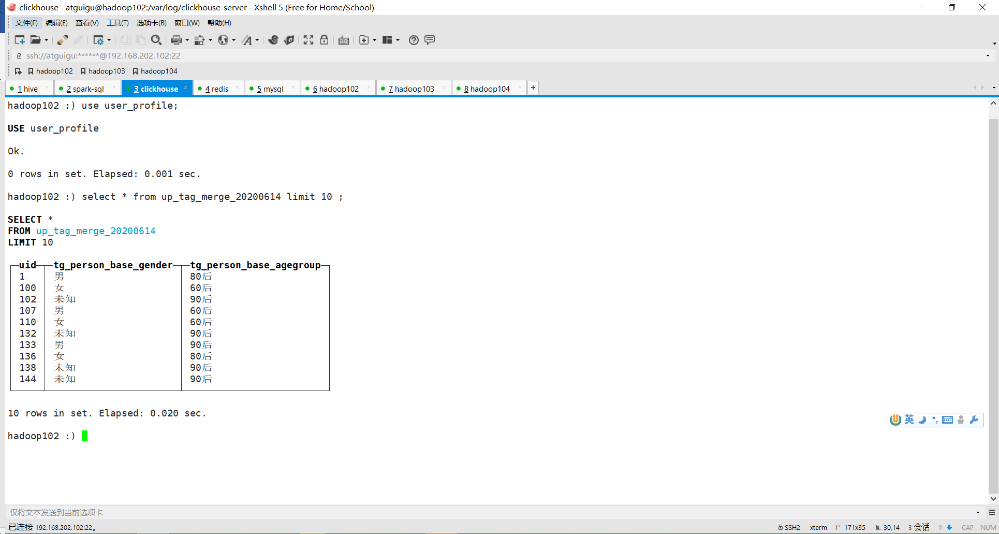 clickhouse - atguigu@hadoop102:/var/log/clickhouse-server - Xshell 5 (Free for Home/School)
文件(F) 编辑(E) 查看(V) 工具(T) 选项卡(B) 窗口(W) 帮助(H)
ssh://atguigu:******@192.168.202.102:22
hadoop102 hadoop103 hadoop104
1 hive 2 spark-sql 3 clickhouse 4 redis 5 mysql 6 hadoop102 7 hadoop103 8 hadoop104
hadoop102 :) use user_profile;
USE user_profile
Ok.
0 rows in set. Elapsed: 0.001 sec.
hadoop102 :) select * from up_tag_merge_20200614 limit 10 ;
SELECT *
FROM up_tag_merge_20200614
LIMIT 10
uid tg_person_base_gender tg_person_base_agegroup
1 男 80后
100 女 60后
102 未知 90后
107 男 60后
110 女 60后
132 未知 90后
133 男 90后
136 女 80后
138 未知 90后
144 未知 90后
10 rows in set. Elapsed: 0.020 sec.
英
hadoop102 :)
仅将文本发送到当前选项卡
已连接 192.168.202.102:22。 SSH2 xterm 171x35 30,14 3 会话 CAP NUM